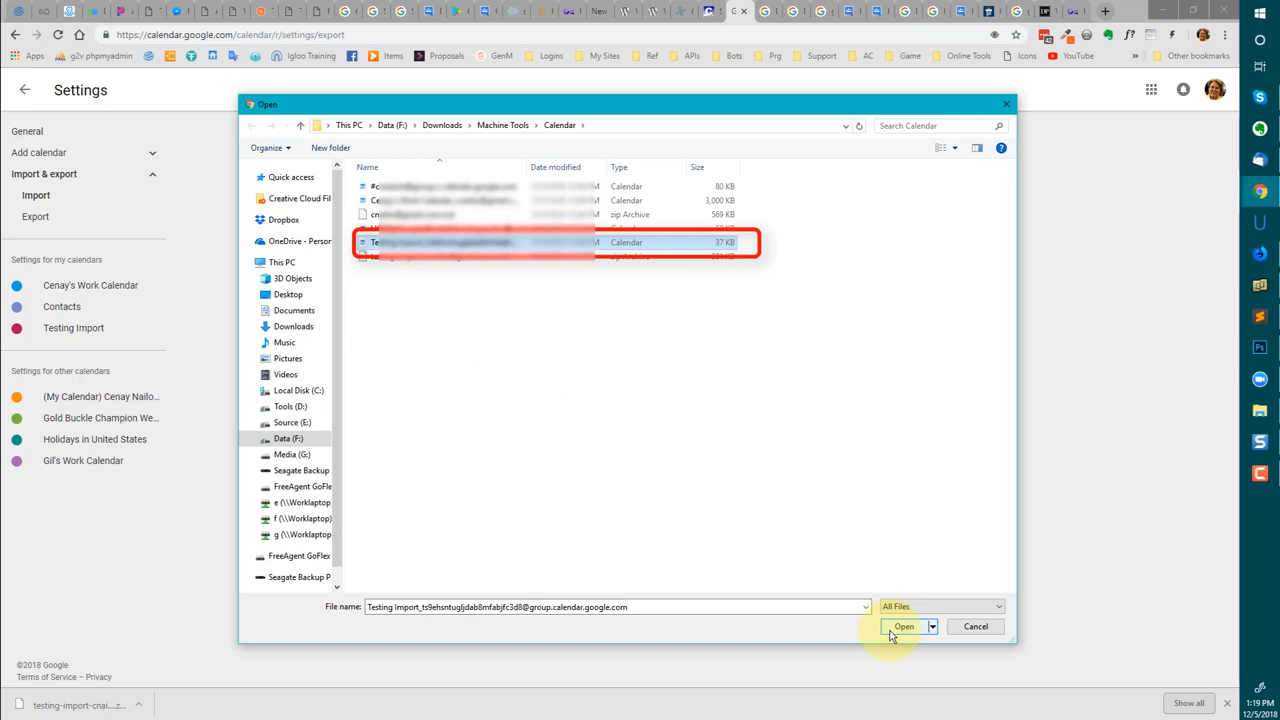 New
https://calendar.google.com/calendar/r/settings/export
Apps
g2v phpmyadmin
Igloo Training
Items
Proposals
GenM
Logins
My Sites
Ref
APIs
Bots
Prg
Support
AC
Game
Online Tools
Icons
YouTube
Other bookmarks
Settings
General
Add calendar
Import & export
Import
Export
Settings for my calendars
Cenay's Work Calendar
Contacts
Testing Import
Settings for other calendars
(My Calendar) Cenay Nailo...
Gold Buckle Champion We...
Holidays in United States
Gil's Work Calendar
©2018 Google
Terms of Service – Privacy
Open
This PC
Data (F:)
Downloads
Machine Tools
Calendar
Search Calendar
Organize
New folder
Name
Date modified
Type
Size
Calendar
80 KB
Calendar
3,000 KB
zip Archive
569 KB
Calendar
37 KB
Quick access
Creative Cloud Fil
Dropbox
OneDrive - Person
This PC
3D Objects
Desktop
Documents
Downloads
Music
Pictures
Videos
Local Disk (C:)
Tools (D:)
Source (E:)
Data (F:)
Media (G:)
Seagate Backup
FreeAgent GoFlex
e (\\Worklaptop
f (\\Worklaptop
g (\\Worklaptop
FreeAgent GoFlex
Seagate Backup P
File name:
Testing Import_ts9ehsntugljdab8mfabjfc3d8@group.calendar.google.com
All Files
Open
Cancel
testing-import-cnai....z...
Show all
1:19 PM
12/5/2018